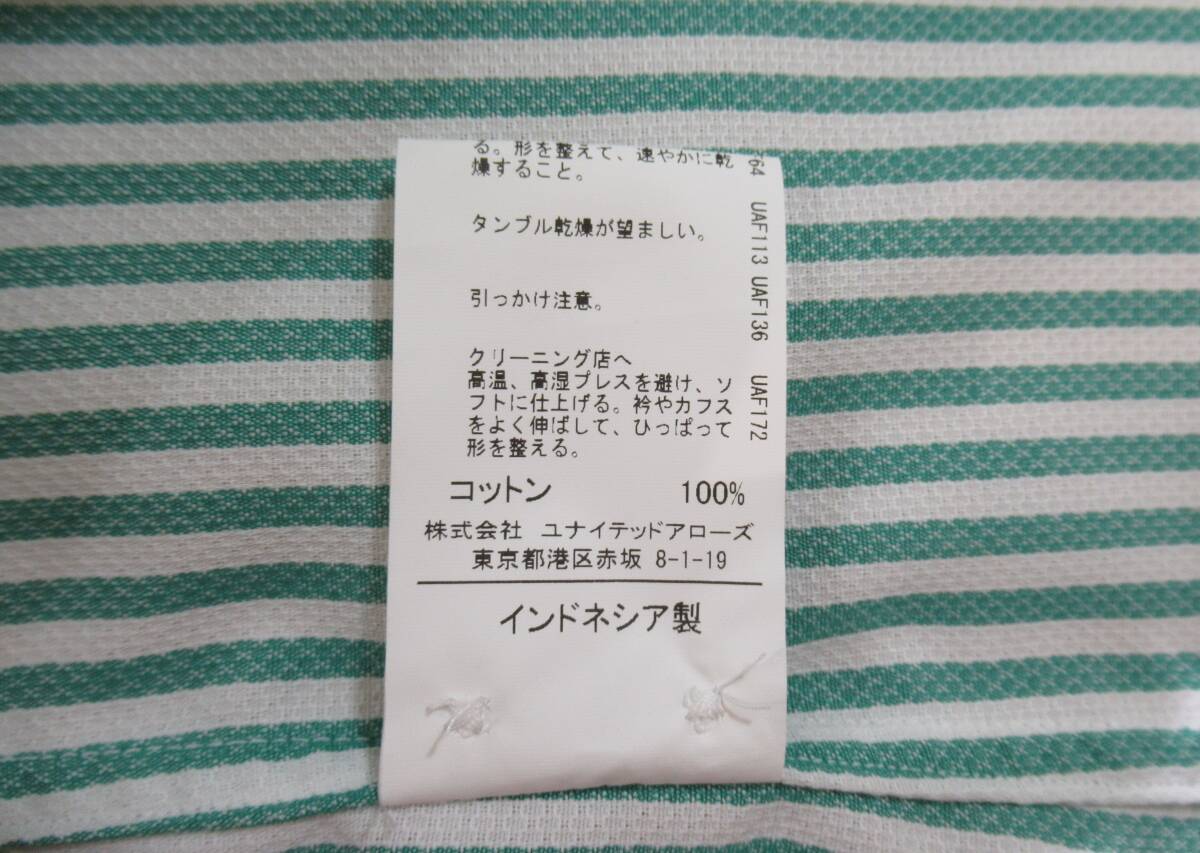 る。形を整えて、速やかに乾
燥すること。
タンブル乾燥が望ましい。
引っかけ注意。
クリーニング店へ
高温、高湿プレスを避け、ソ
フトに仕上げる。衿やカフス
をよく伸ばして、ひっぱって
形を整える。
コットン 100%
株式会社 ユナイテッドアローズ
東京都港区赤坂 8-1-19
インドネシア製
64 UAF113 UAF136 UAF172